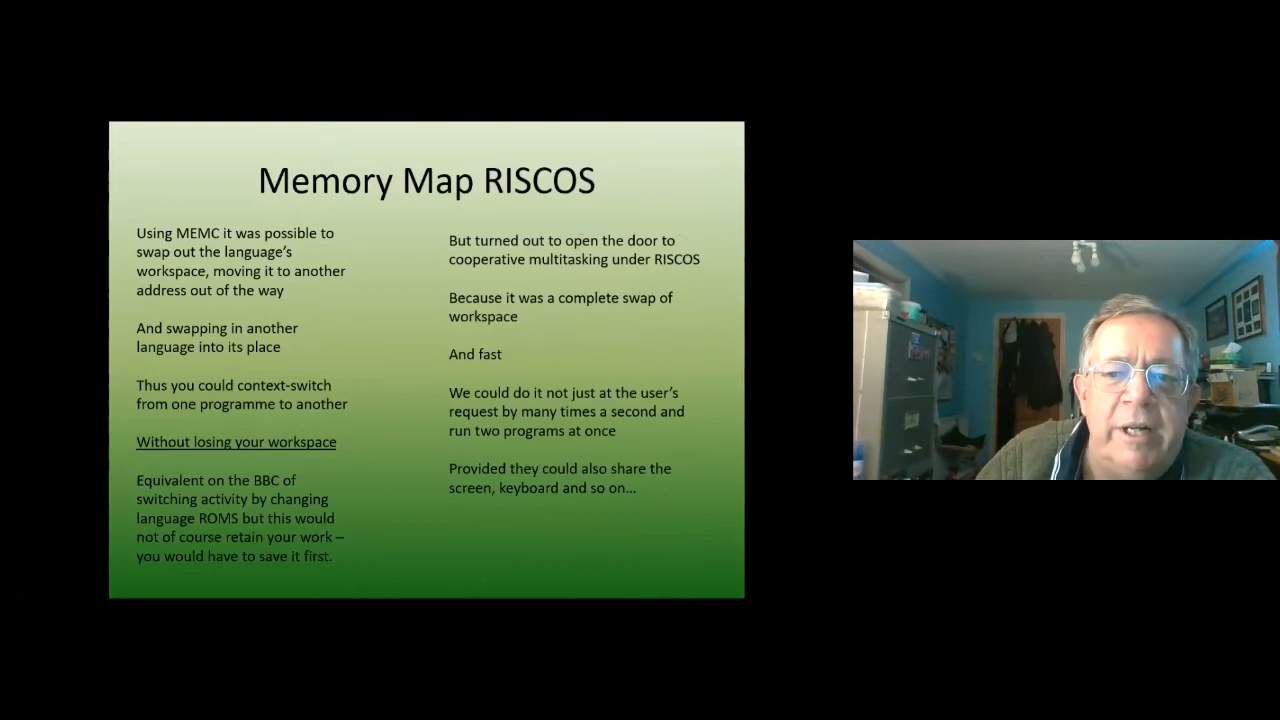 Memory Map RISCOS
Using MEMC it was possible to
swap out the language's
workspace, moving it to another
address out of the way
And swapping in another
language into its place
Thus you could context-switch
from one programme to another
Without losing your workspace
Equivalent on the BBC of
switching activity by changing
language ROMS but this would
not of course retain your work –
you would have to save it first.
But turned out to open the door to
cooperative multitasking under RISCOS
Because it was a complete swap of
workspace
And fast
We could do it not just at the user's
request by many times a second and
run two programs at once
Provided they could also share the
screen, keyboard and so on...